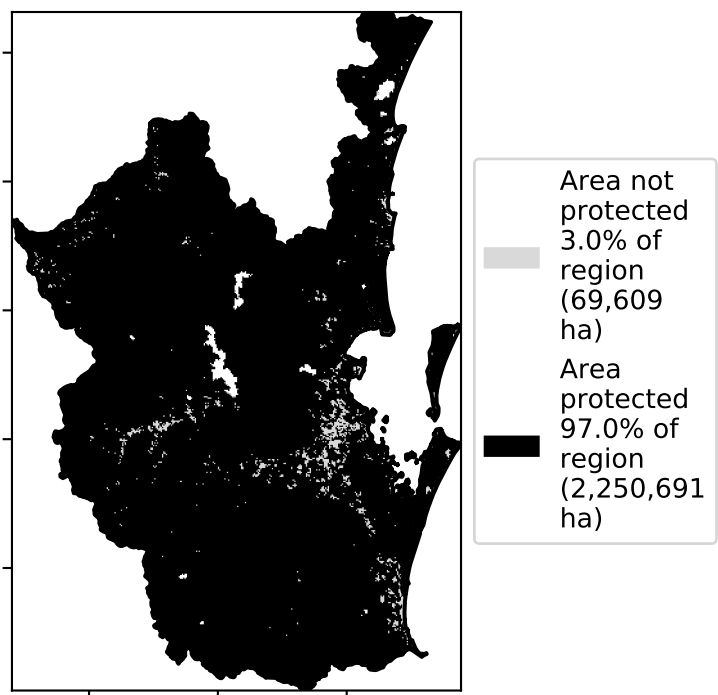 Area not
protected
3.0% of
region
(69,609
ha)
Area
protected
97.0% of
region
(2,250,691
ha)